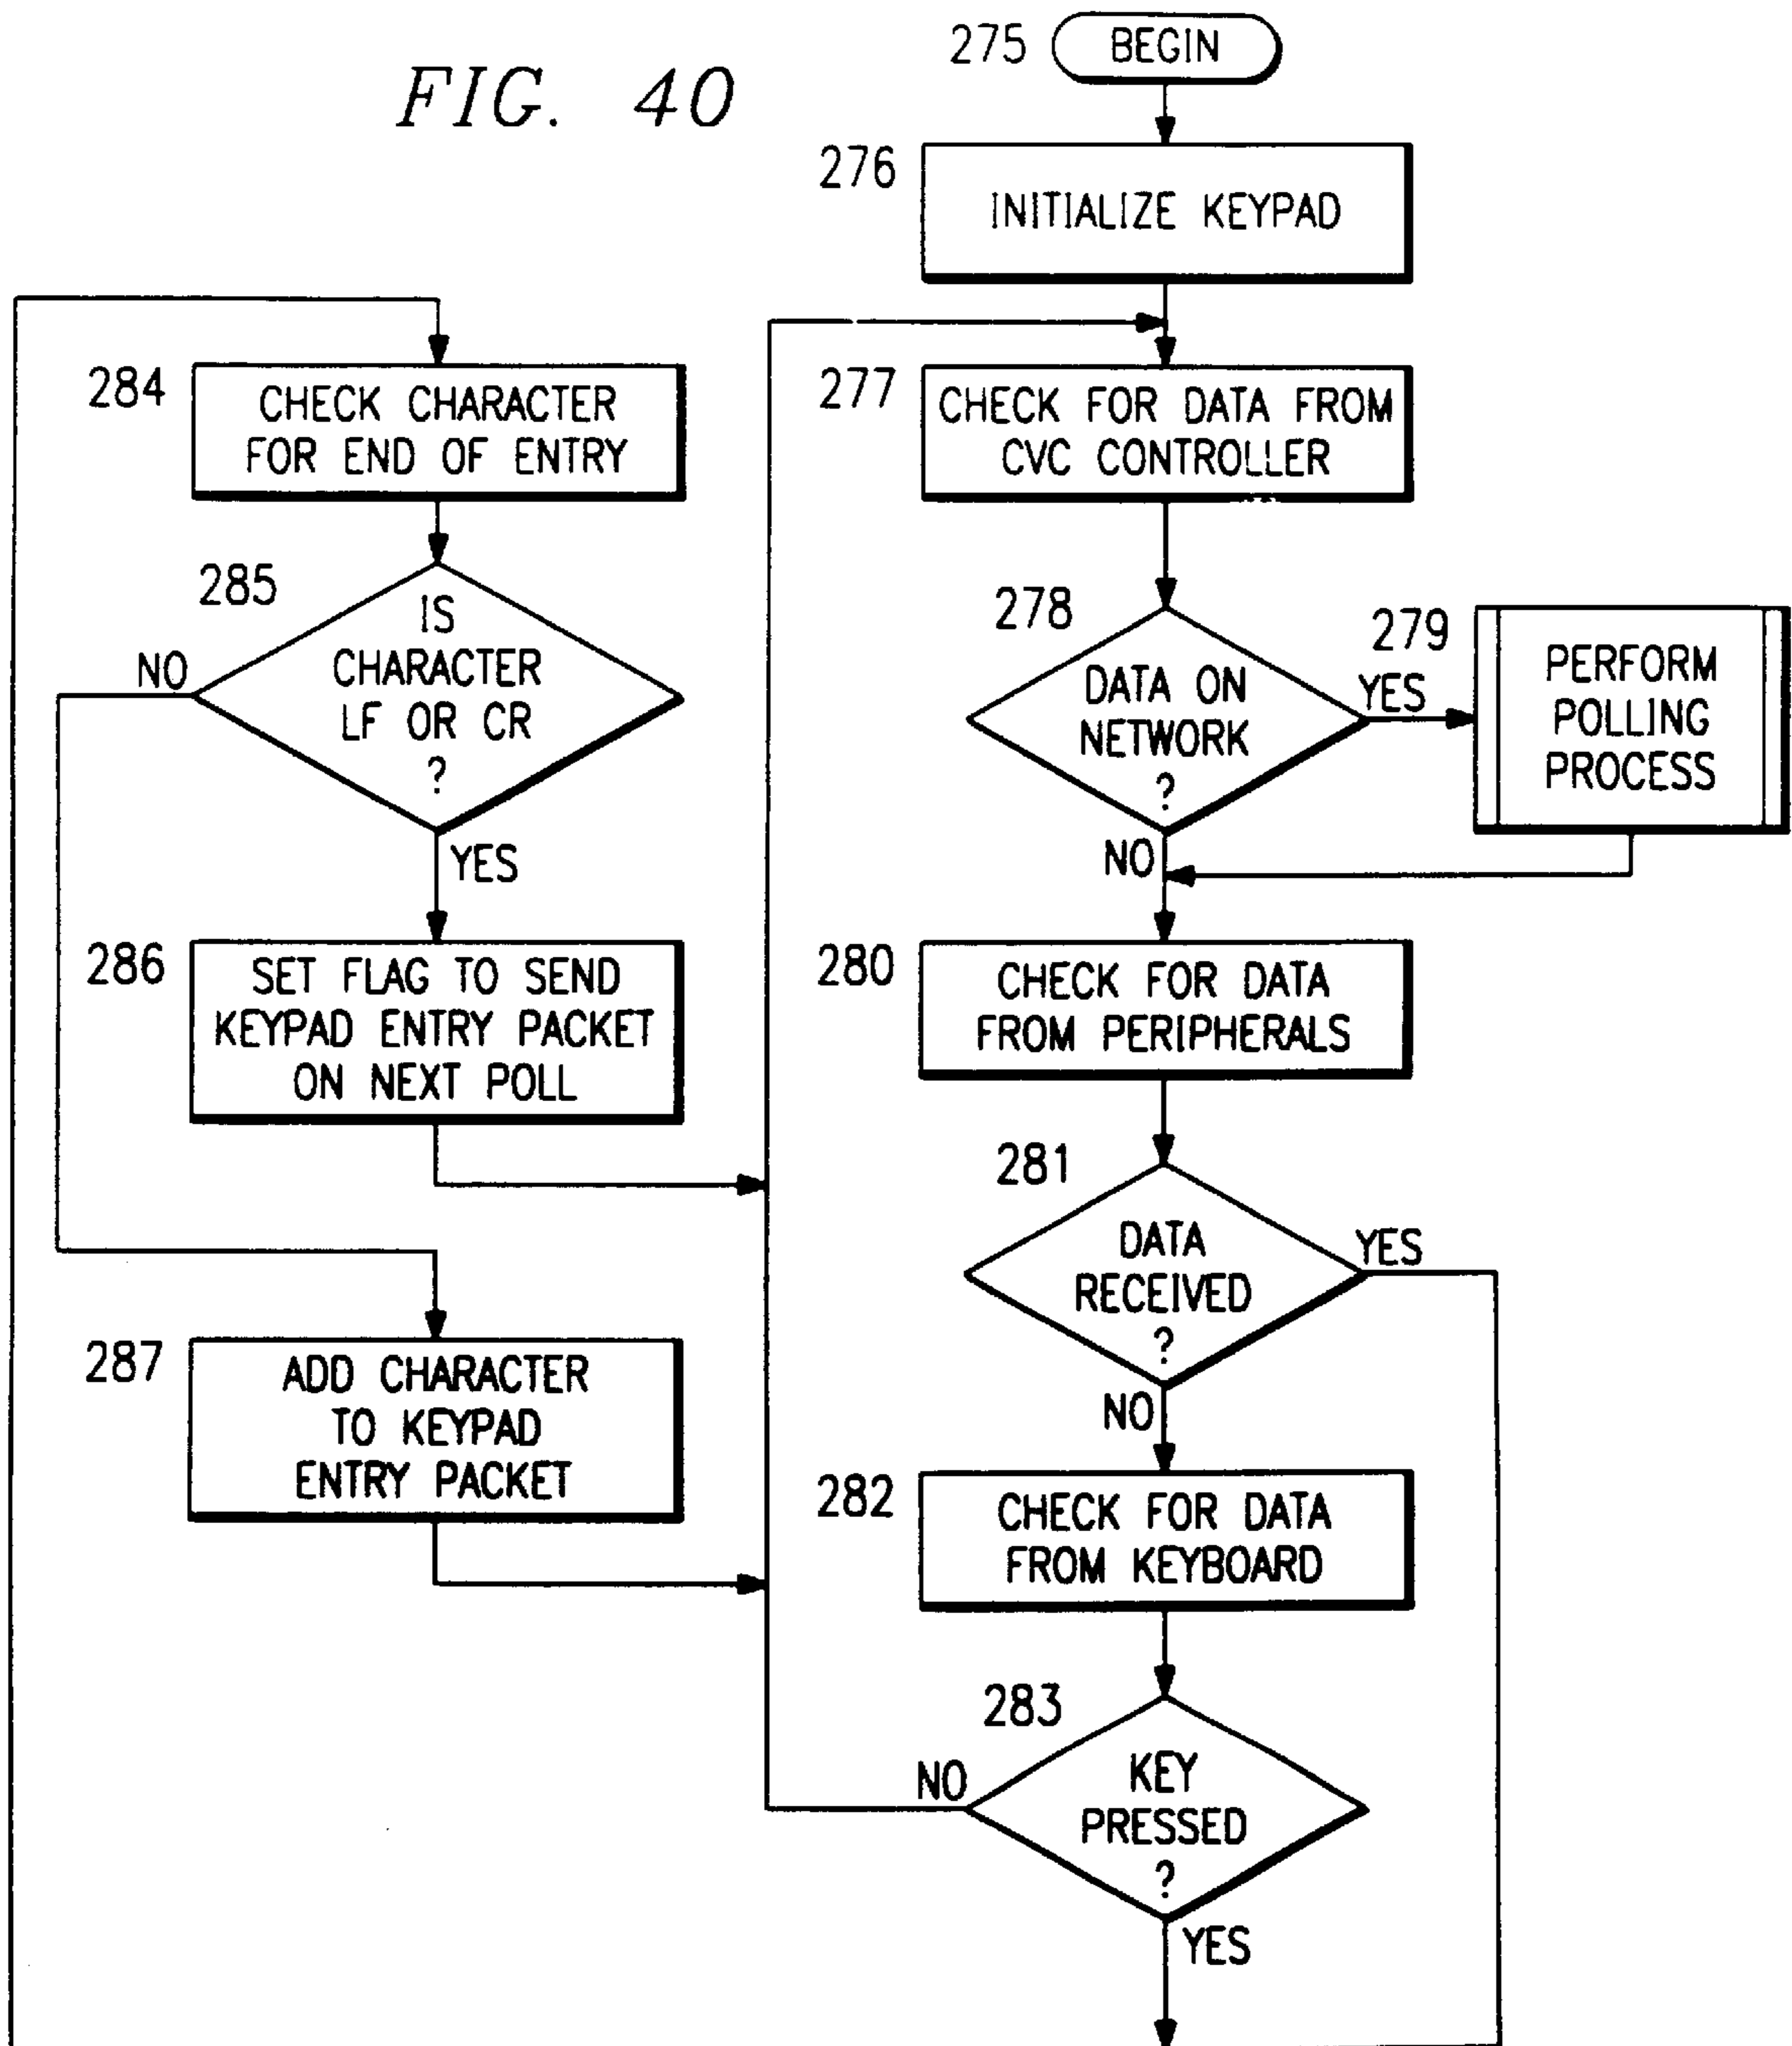 FIG. 40
275
BEGIN
276
INITIALIZE KEYPAD
277
CHECK FOR DATA FROM
CVC CONTROLLER
278
DATA ON
NETWORK
?
YES
NO
279
PERFORM
POLLING
PROCESS
280
CHECK FOR DATA
FROM PERIPHERALS
281
DATA
RECEIVED
?
YES
NO
282
CHECK FOR DATA
FROM KEYBOARD
283
KEY
PRESSED
?
NO
YES
284
CHECK CHARACTER
FOR END OF ENTRY
285
IS
CHARACTER
LF OR CR
?
NO
YES
286
SET FLAG TO SEND
KEYPAD ENTRY PACKET
ON NEXT POLL
287
ADD CHARACTER
TO KEYPAD
ENTRY PACKET